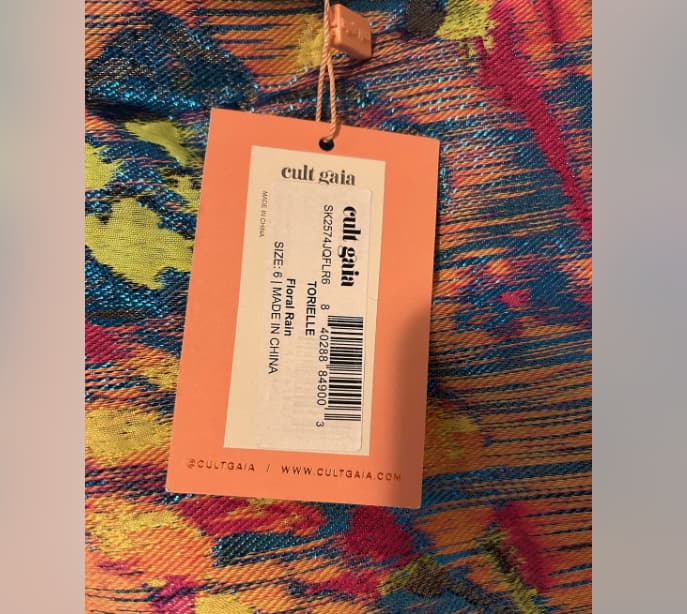 cult gaia
MADE IN CHINA
cult gaia
SK2574JQFLR6
8 40288 84900 3
TORIELLE
Floral Rain
SIZE: 6 | MADE IN CHINA
@CULTGAIA / WWW.CULTGAIA.COM